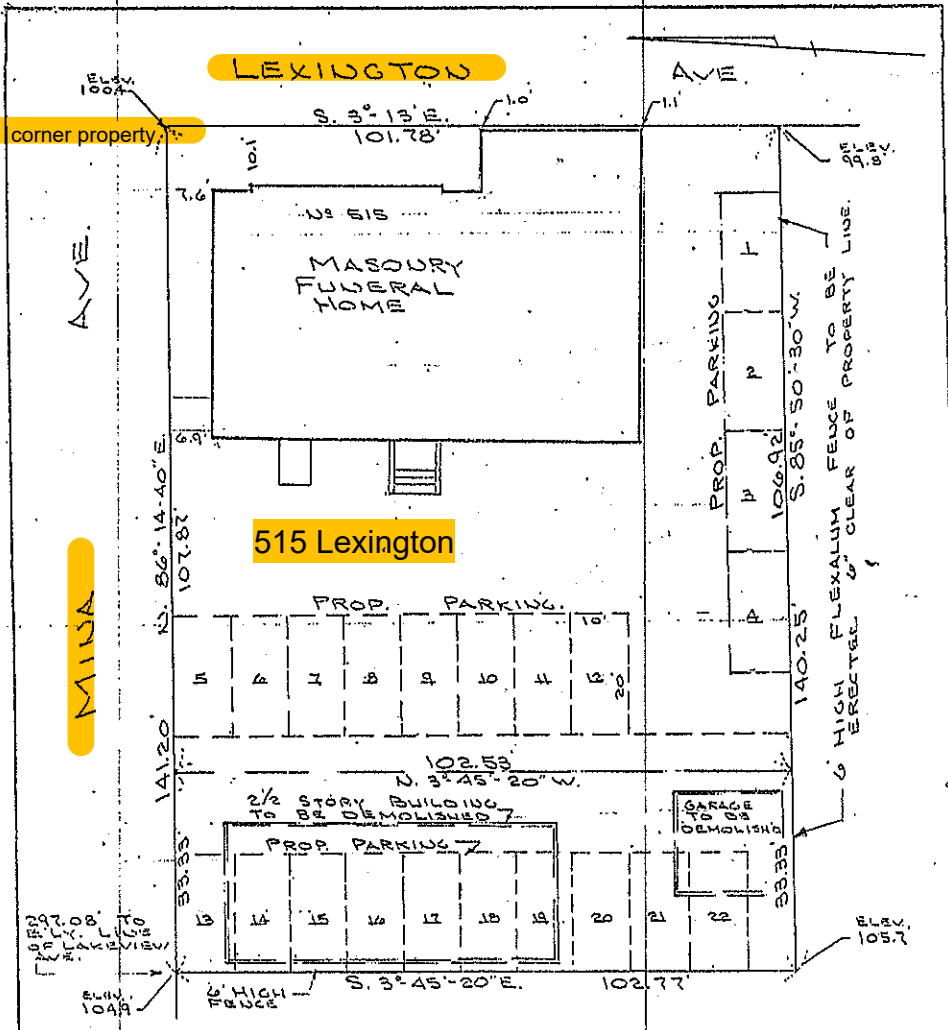 LEXINGTON AVE.
ELEV. 100.4
S. 3°-13' E.
101.78'
1.0'
1.1'
corner property
ELEV. 99.8'
10.1
7.6'
Nº 515
MASONRY
FUNERAL
HOME
MINA AVE.
6.9'
N. 86°-14'-40" E.
107.87'
141.20'
515 Lexington
PROP. PARKING
1
2
3
4
106.92'
S. 85°-50'-30" W.
140.25'
6' HIGH FLEXALUM FENCE TO BE
ERECTED 6" CLEAR OF PROPERTY LINE.
PROP. PARKING.
10'
20'
5 6 7 8 9 10 11 12
102.53
N. 3°-45'-20" W.
2½ STORY BUILDING
TO BE DEMOLISHED
GARAGE
TO BE
DEMOLISHED
PROP. PARKING
33.33'
33.33'
13 14 15 16 17 18 19 20 21 22
297.08' TO
E'LY. LINE
OF LAKEVIEW
AVE.
ELEV. 104.9
6' HIGH
FENCE
S. 3°-45'-20" E.
102.77'
ELEV. 105.7